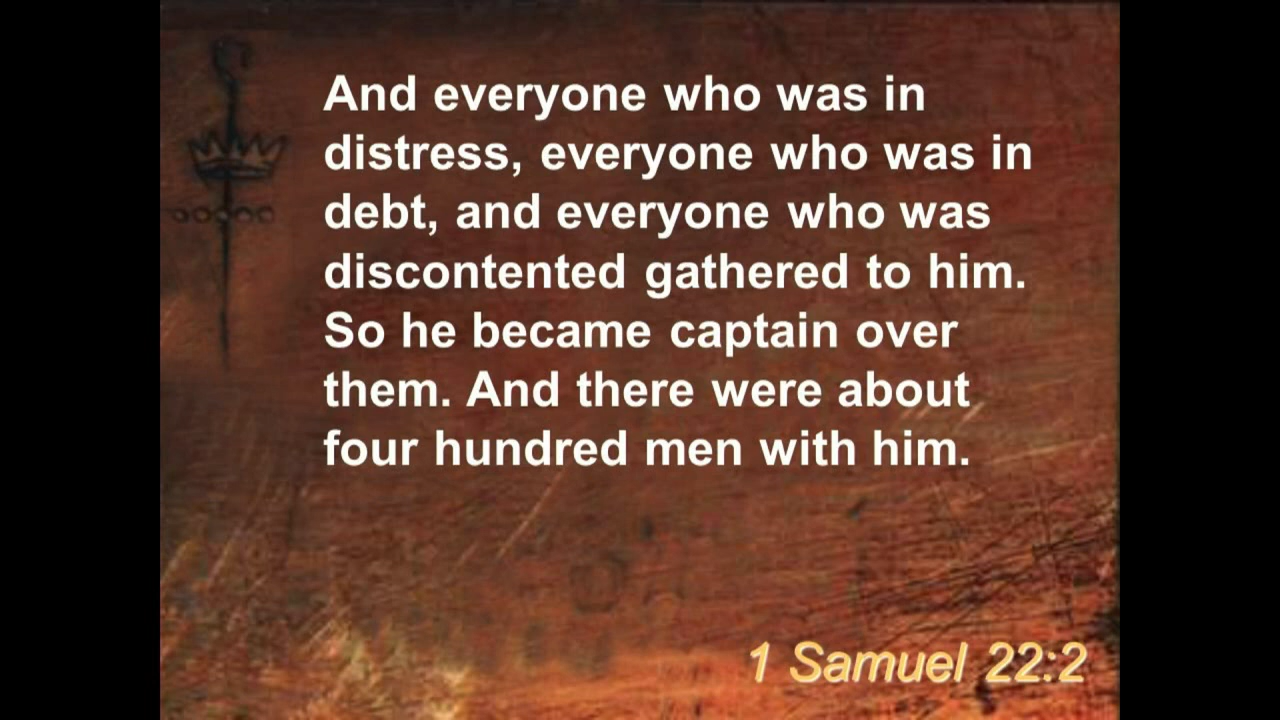 And everyone who was in
distress, everyone who was in
debt, and everyone who was
discontented gathered to him.
So he became captain over
them. And there were about
four hundred men with him.
1 Samuel 22:2